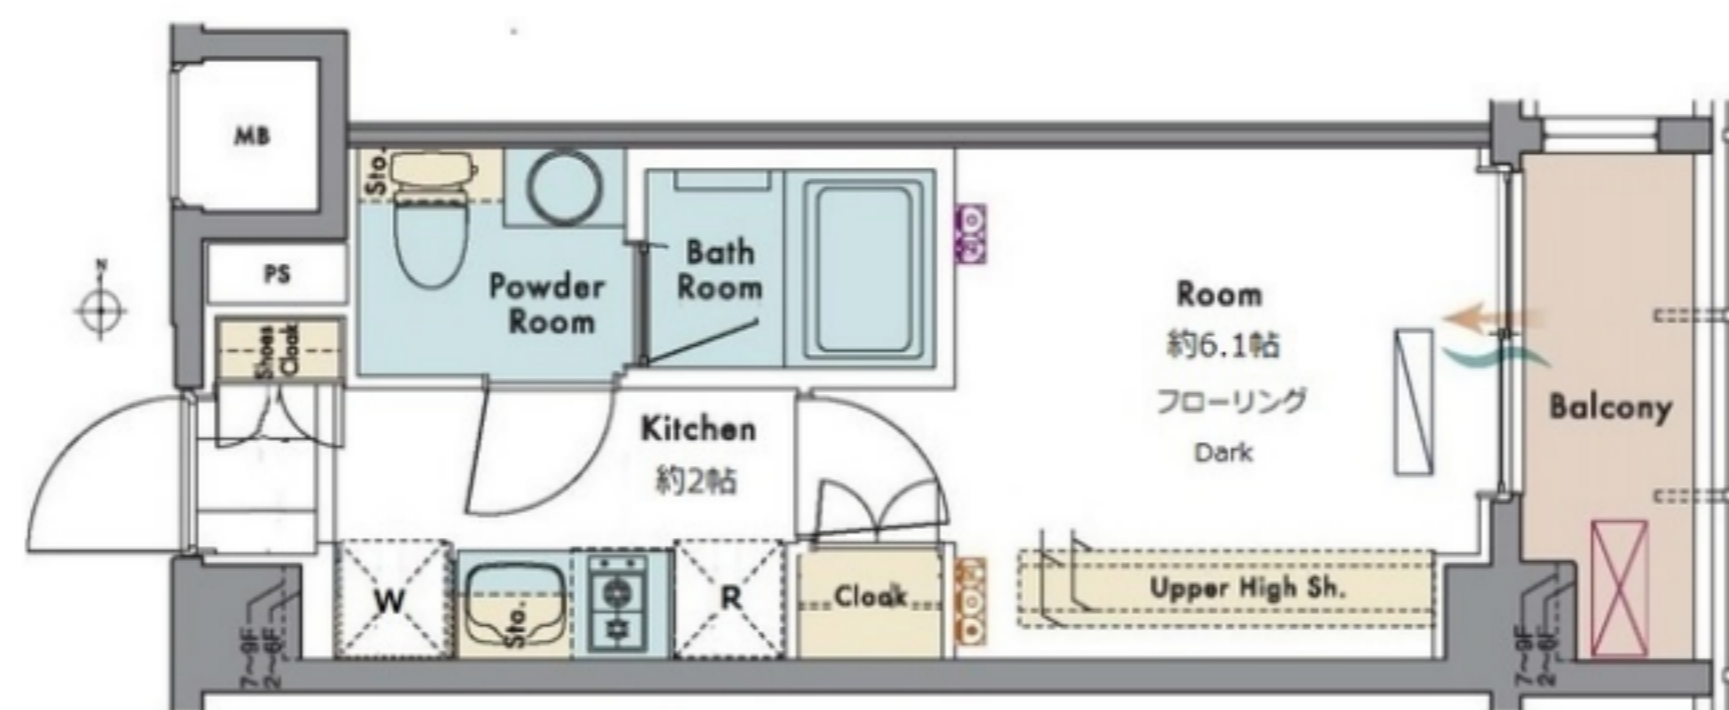 MB
N
PS
Shoes
Cloak
Sto.
Powder
Room
Bath
Room
Kitchen
約2帖
Room
約6.1帖
フローリング
Dark
Balcony
W
Sto.
R
Cloak
Upper High Sh.
7~9F
2~6F
7~9F
2~6F